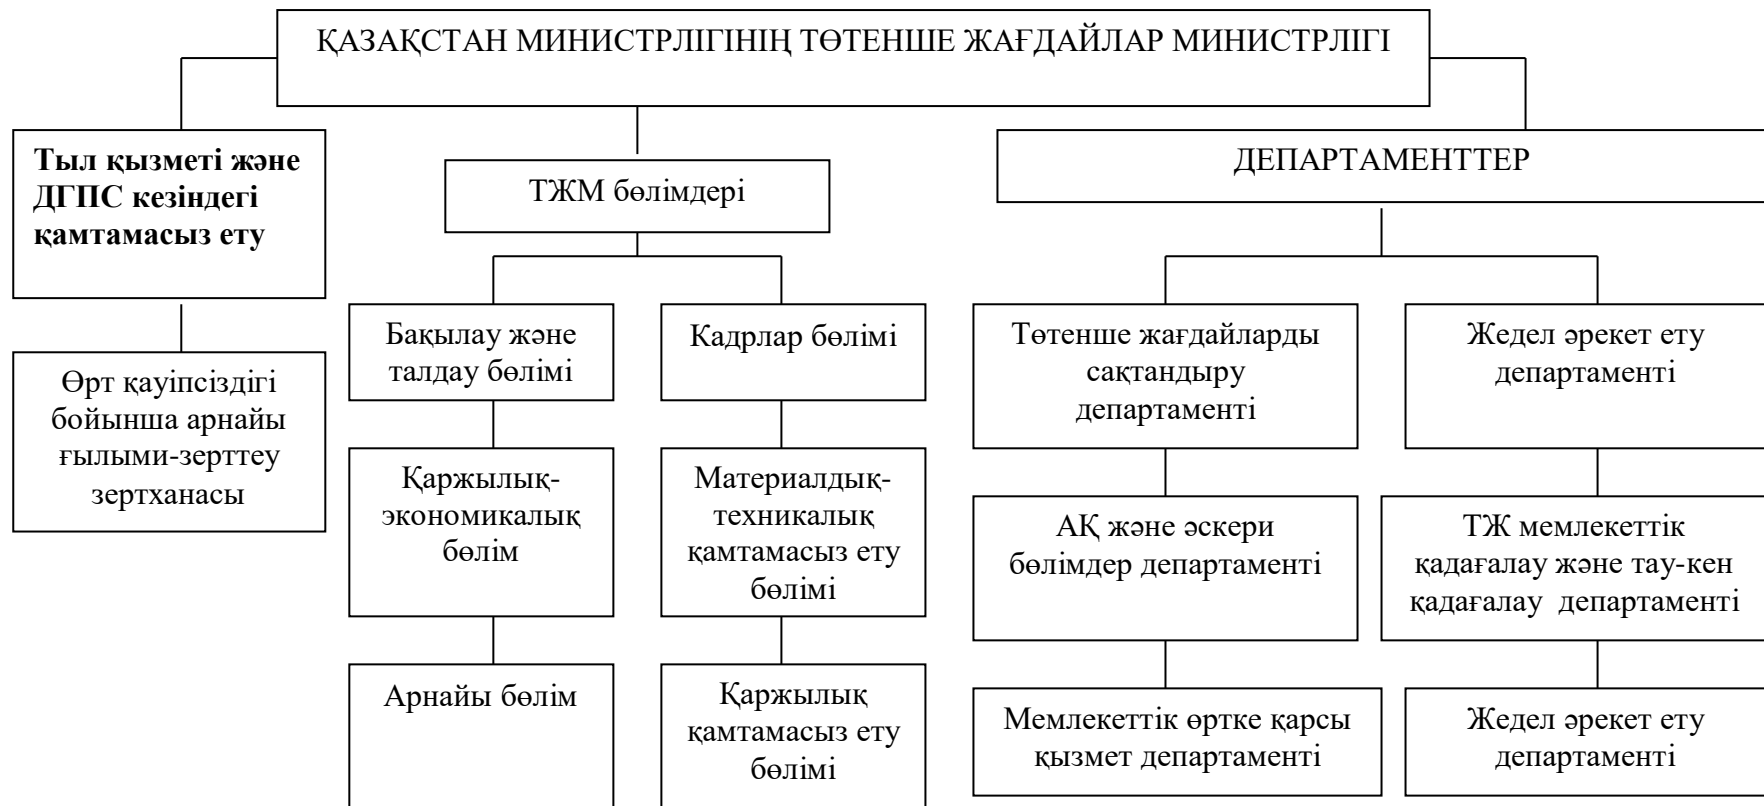 ҚАЗАҚСТАН МИНИСТРЛІГІНІҢ ТӨТЕНШЕ ЖАҒДАЙЛАР МИНИСТРЛІГІ
Тыл қызметі және
ДГПС кезіндегі
қамтамасыз ету
ТЖМ бөлімдері
ДЕПАРТАМЕНТТЕР
Өрт қауіпсіздігі
бойынша арнайы
ғылыми-зерттеу
зертханасы
Бақылау және
талдау бөлімі
Кадрлар бөлімі
Төтенше жағдайларды
сақтандыру
департаменті
Жедел әрекет ету
департаменті
Қаржылық-
экономикалық
бөлім
Материалдық-
техникалық
қамтамасыз ету
бөлімі
АҚ және әскери
бөлімдер департаменті
ТЖ мемлекеттік
қадағалау және тау-кен
қадағалау департаменті
Арнайы бөлім
Қаржылық
қамтамасыз ету
бөлімі
Мемлекеттік өртке қарсы
қызмет департаменті
Жедел әрекет ету
департаменті